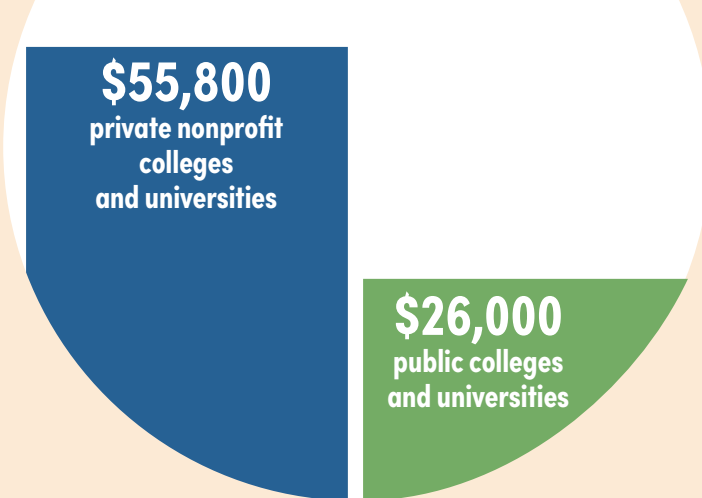 $55,800
private nonprofit
colleges
and universities
$26,000
public colleges
and universities